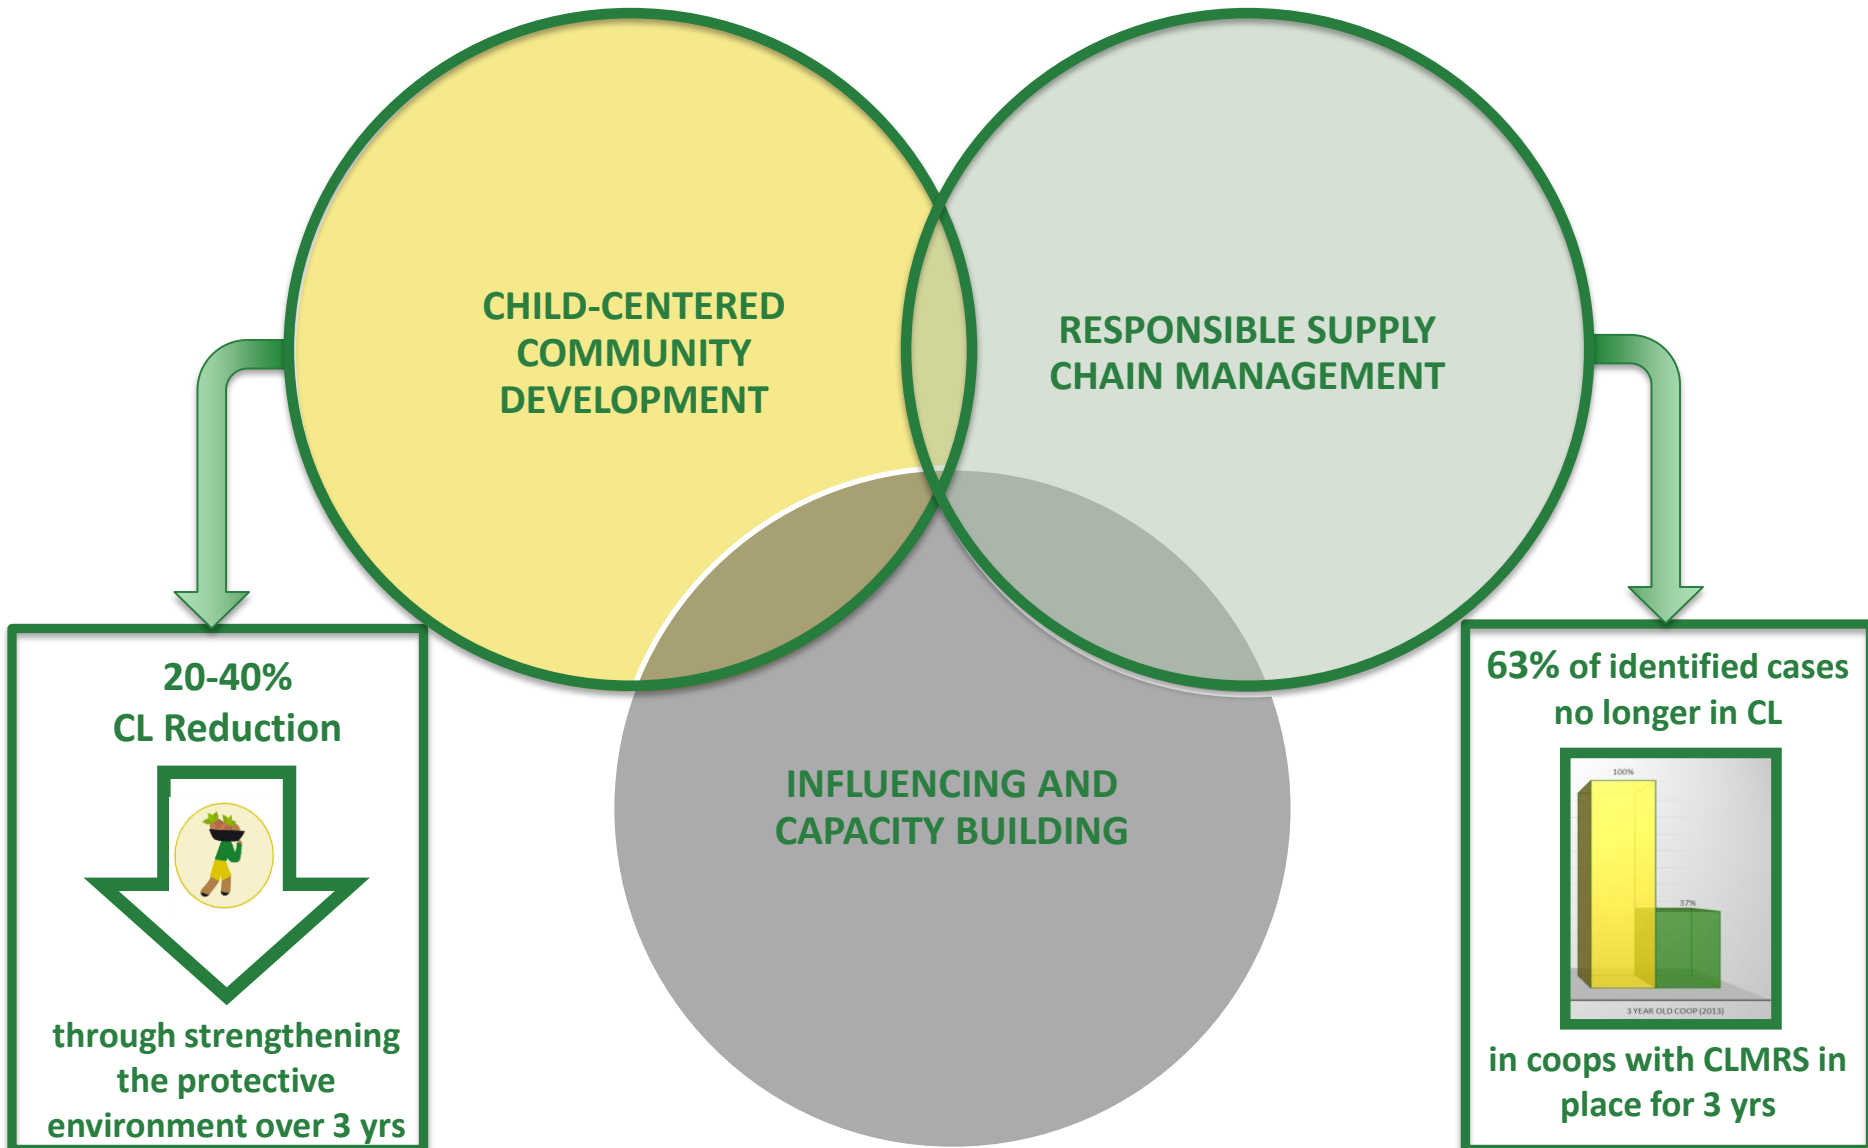 CHILD-CENTERED
COMMUNITY
DEVELOPMENT
RESPONSIBLE SUPPLY
CHAIN MANAGEMENT
INFLUENCING AND
CAPACITY BUILDING
20-40%
CL Reduction
through strengthening
the protective
environment over 3 yrs
63% of identified cases
no longer in CL
100%
37%
3 YEAR OLD COOP (2013)
in coops with CLMRS in
place for 3 yrs